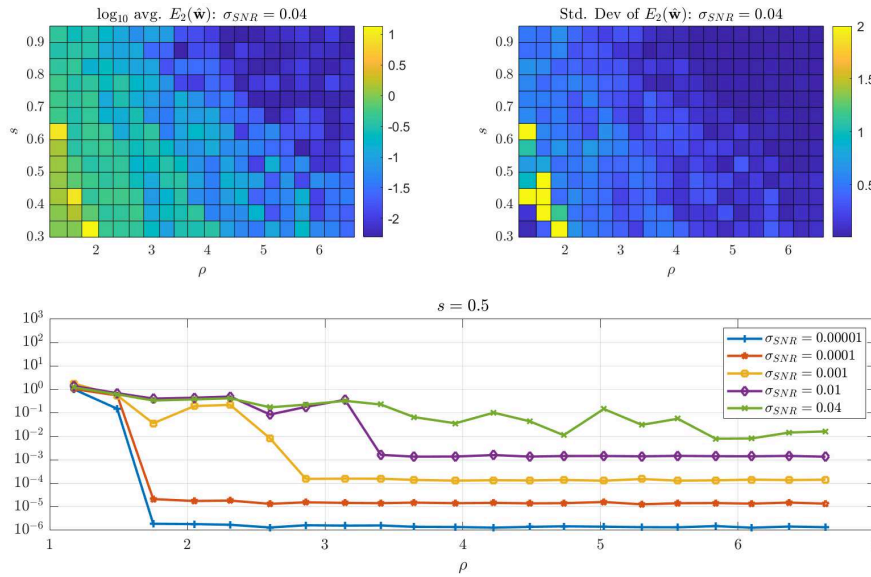 log₁₀ avg. E₂(ŵ): σ_SNR = 0.04
0.9
0.8
0.7
0.6
0.5
0.4
0.3
s
2 3 4 5 6
ρ
1
0.5
0
-0.5
-1
-1.5
-2
Std. Dev of E₂(ŵ): σ_SNR = 0.04
0.9
0.8
0.7
0.6
0.5
0.4
0.3
s
2 3 4 5 6
ρ
2
1.5
1
0.5
s = 0.5
10³
10²
10¹
10⁰
10⁻¹
10⁻²
10⁻³
10⁻⁴
10⁻⁵
10⁻⁶
1 2 3 4 5 6
ρ
σ_SNR = 0.00001
σ_SNR = 0.0001
σ_SNR = 0.001
σ_SNR = 0.01
σ_SNR = 0.04